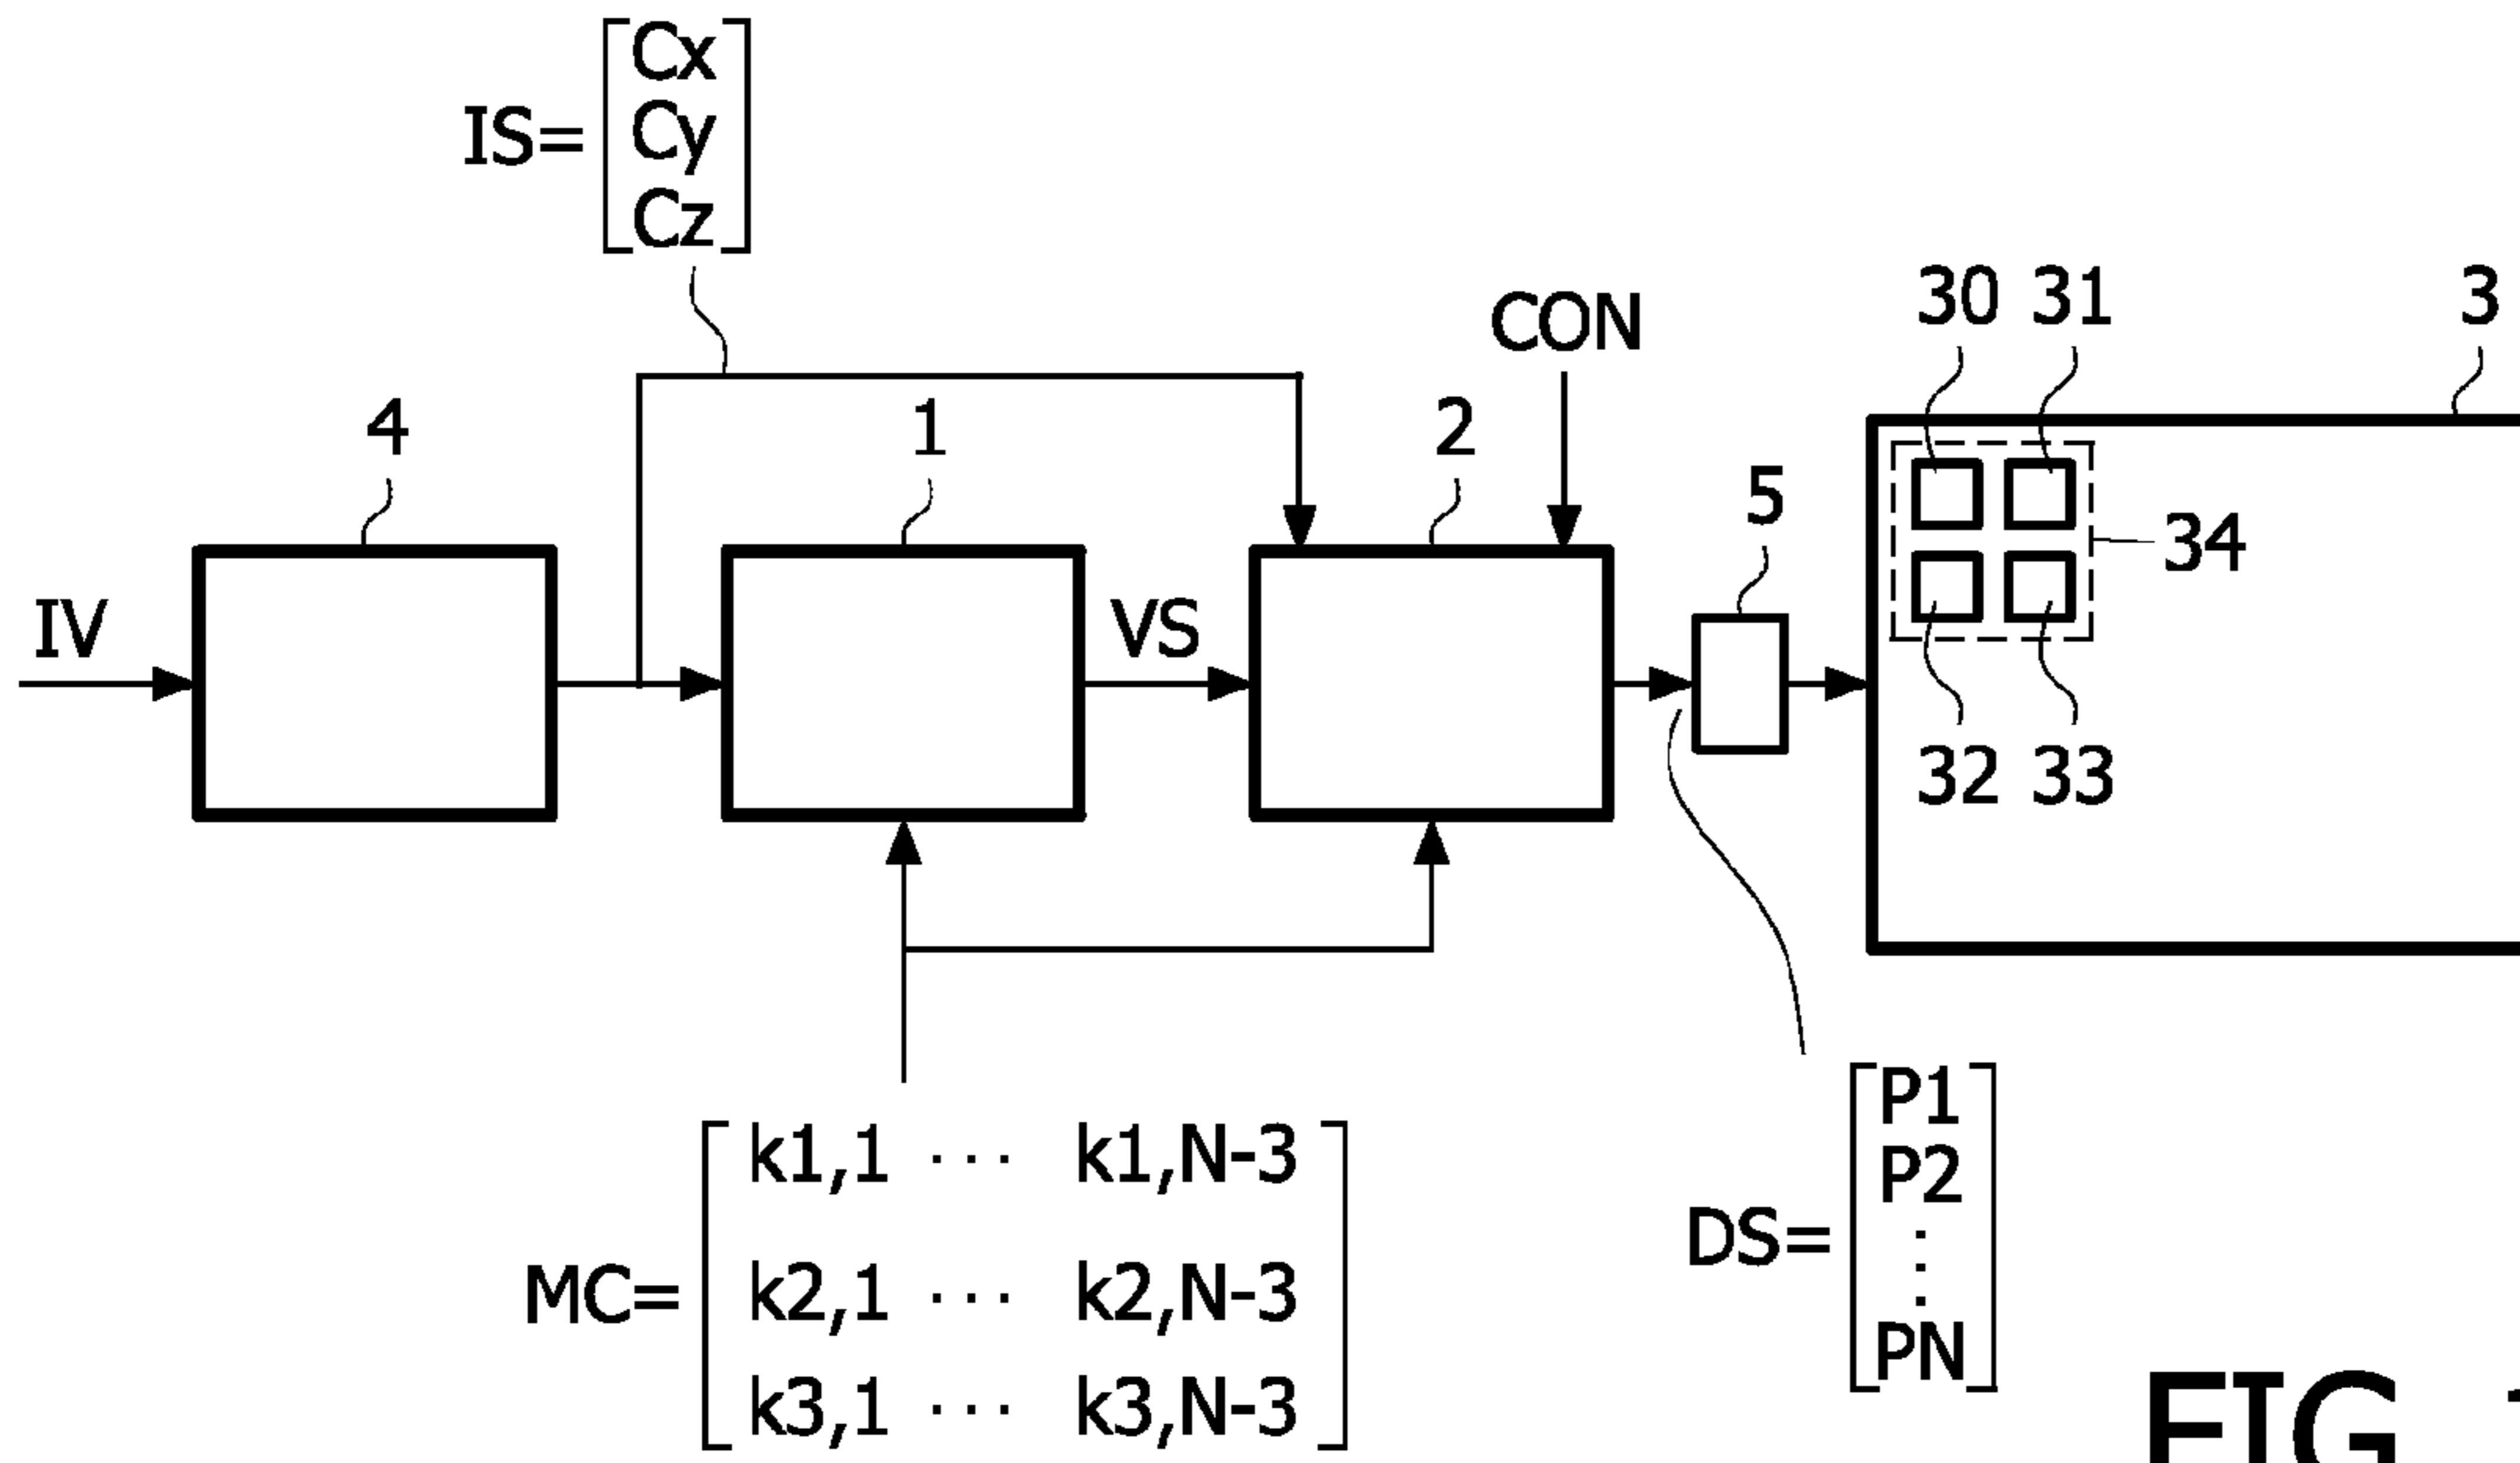 IS=
Cx
Cy
Cz
CON
30 31
3
4
1
2
5
34
IV
VS
32 33
MC=
k1,1 ··· k1,N-3
k2,1 ··· k2,N-3
k3,1 ··· k3,N-3
DS=
P1
P2
⋮
PN
FIG